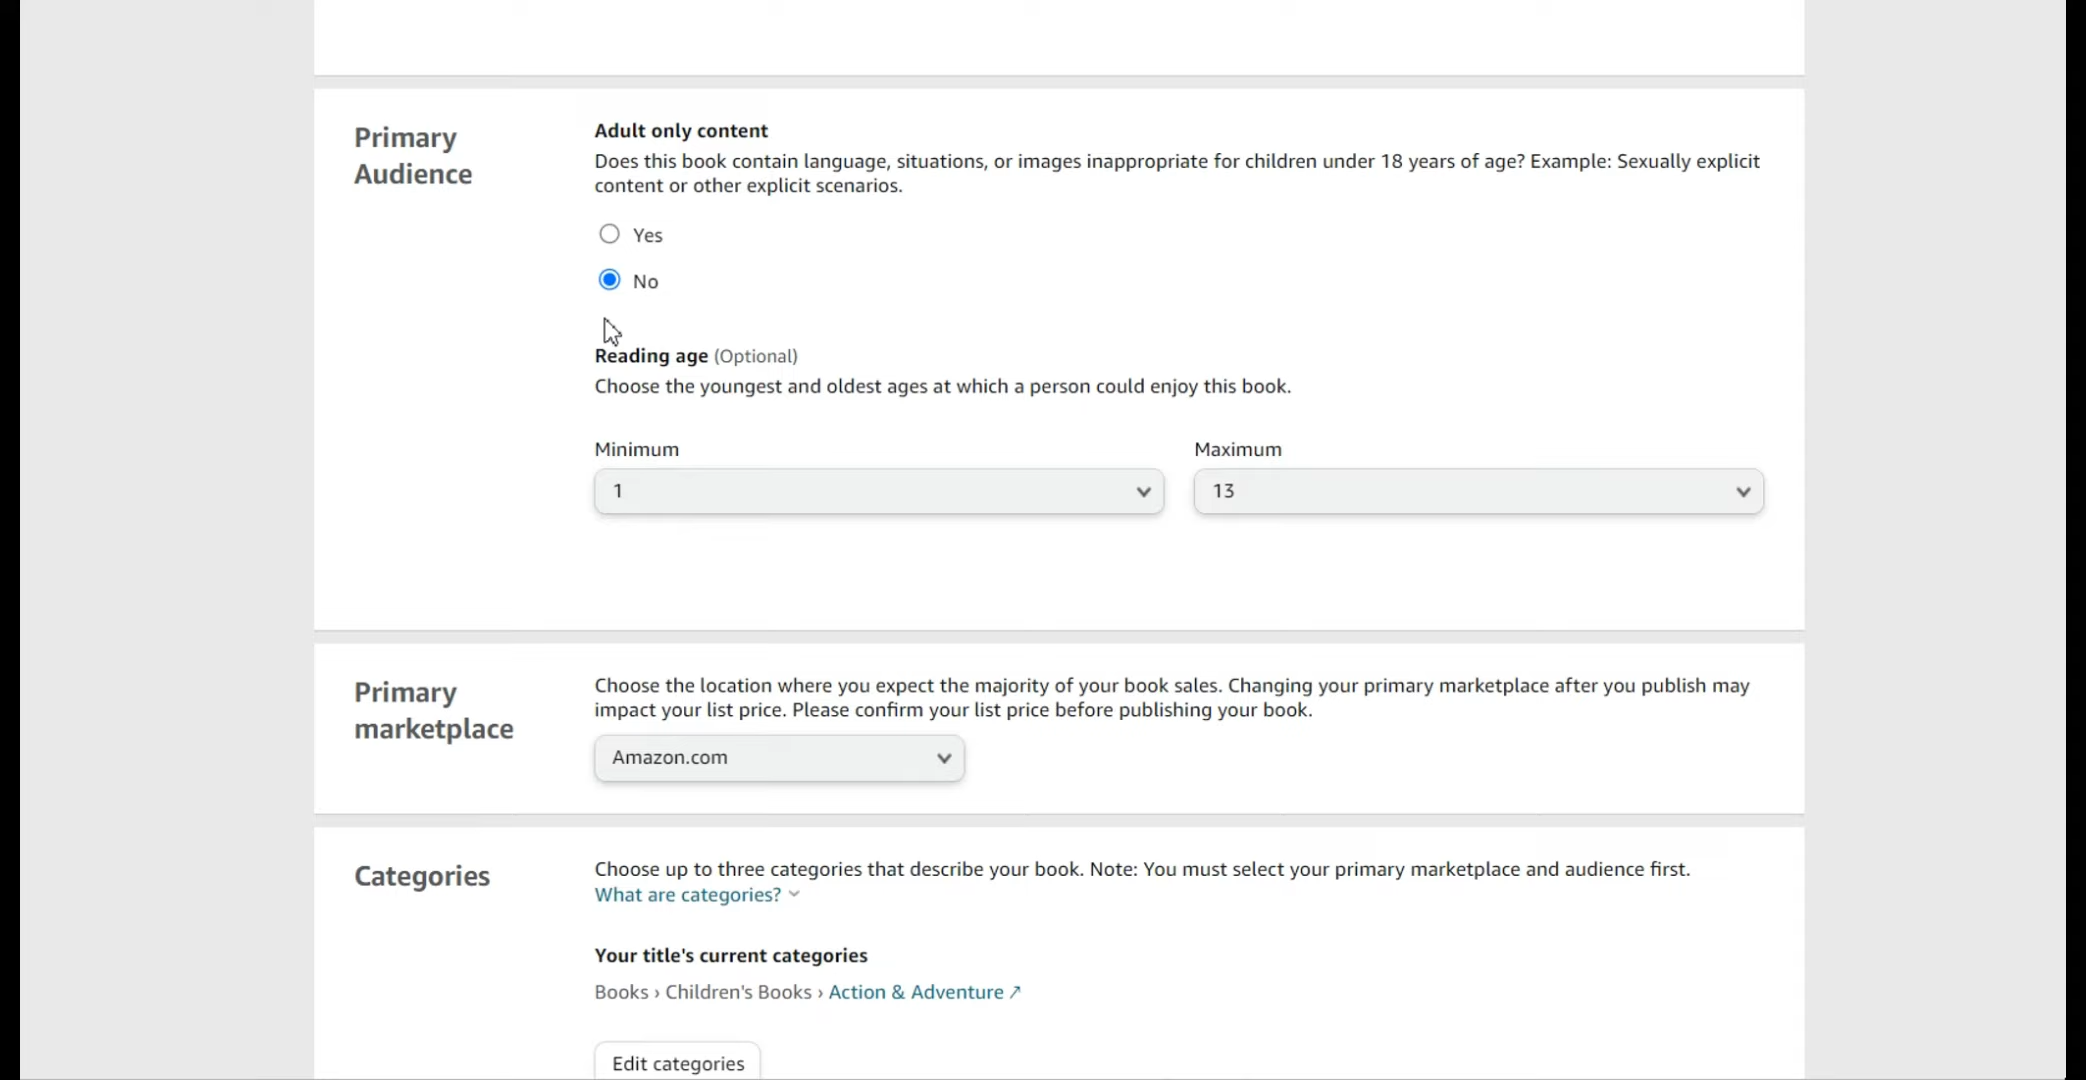 Primary
Audience
Adult only content
Does this book contain language, situations, or images inappropriate for children under 18 years of age? Example: Sexually explicit
content or other explicit scenarios.
Yes
No
Reading age (Optional)
Choose the youngest and oldest ages at which a person could enjoy this book.
Minimum
Maximum
1
13
Primary
marketplace
Choose the location where you expect the majority of your book sales. Changing your primary marketplace after you publish may
impact your list price. Please confirm your list price before publishing your book.
Amazon.com
Categories
Choose up to three categories that describe your book. Note: You must select your primary marketplace and audience first.
What are categories?
Your title's current categories
Books › Children's Books › Action & Adventure ↗
Edit categories